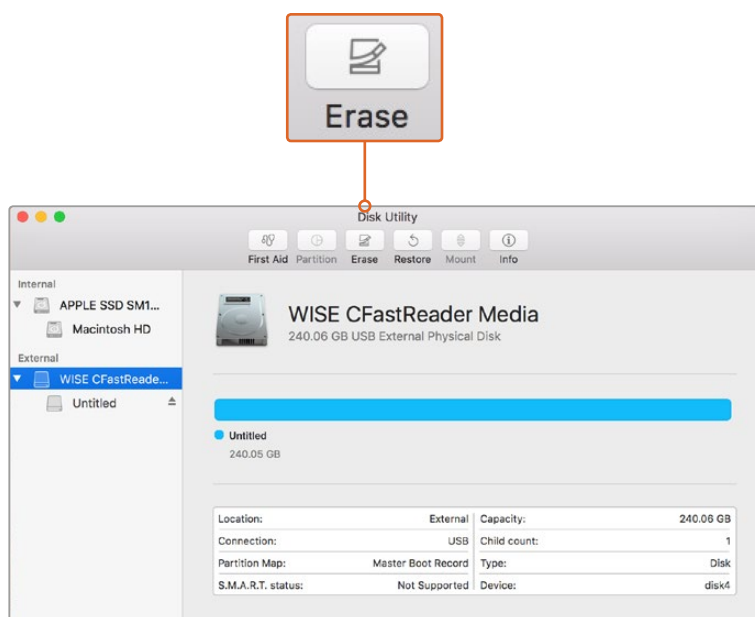 Erase
Disk Utility
First Aid Partition Erase Restore Mount Info
Internal
APPLE SSD SM1...
Macintosh HD
External
WISE CFastReade...
Untitled
WISE CFastReader Media
240.06 GB USB External Physical Disk
Untitled
240.05 GB
Location: External Capacity: 240.06 GB
Connection: USB Child count: 1
Partition Map: Master Boot Record Type: Disk
S.M.A.R.T. status: Not Supported Device: disk4